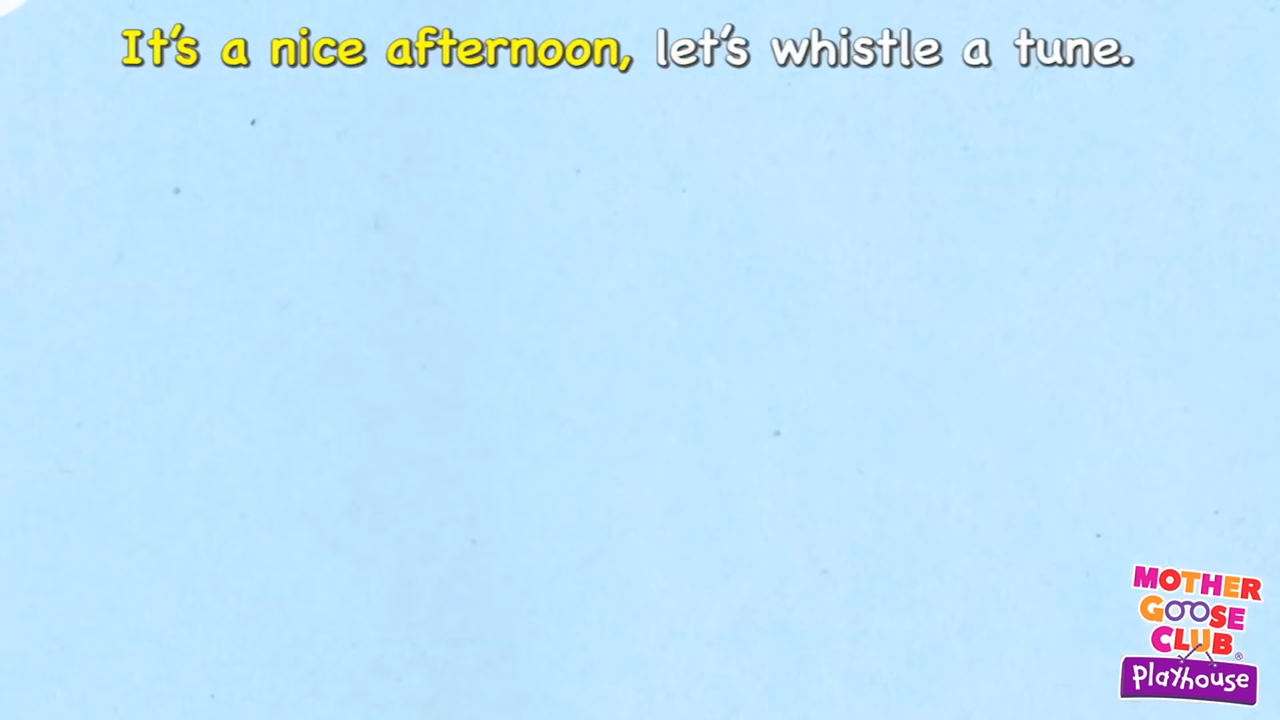 It's a nice afternoon, let's whistle a tune.
MOTHER
GOOSE
CLUB®
Playhouse